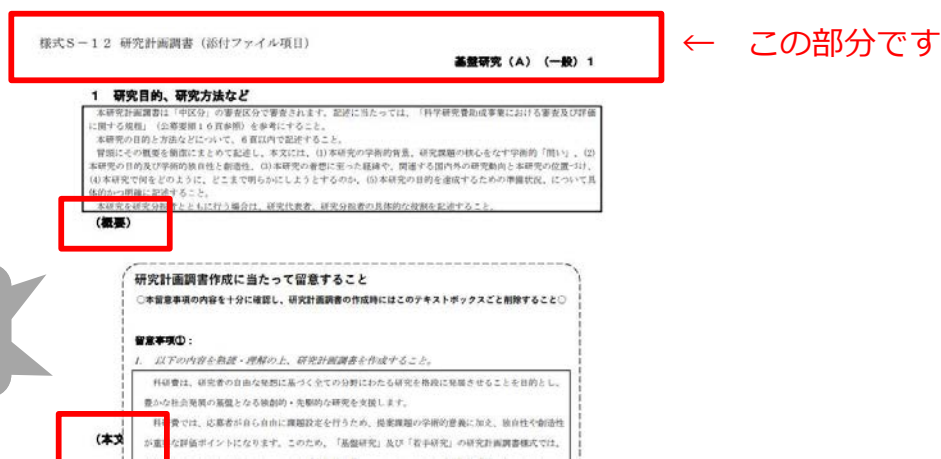 様式S-12 研究計画調書(添付ファイル項目)
基盤研究(A)(一般)1
← この部分です
1 研究目的、研究方法など
本研究計画調書は「中区分」の審査区分で審査されます。記述に当たっては、「科学研究費助成事業における審査及び評価
に関する規程」(公募要領16頁参照)を参考にすること。
本研究の目的と方法などについて、6頁以内で記述すること。
冒頭にその概要を簡潔にまとめて記述し、本文には、(1)本研究の学術的背景、研究課題の核心をなす学術的「問い」、(2)
本研究の目的及び学術的独自性と創造性、(3)本研究の着想に至った経緯や、関連する国内外の研究動向と本研究の位置づけ、
(4)本研究で何をどのように、どこまで明らかにしようとするのか、(5)本研究の目的を達成するための準備状況、について具
体的かつ明確に記述すること。
本研究を研究分担者とともに行う場合は、研究代表者、研究分担者の具体的な役割を記述すること。
(概要)
研究計画調書作成に当たって留意すること
○本留意事項の内容を十分に確認し、研究計画調書の作成時にはこのテキストボックスごと削除すること○
留意事項①:
1. 以下の内容を熟読・理解の上、研究計画調書を作成すること。
科研費は、研究者の自由な発想に基づく全ての分野にわたる研究を格段に発展させることを目的とし、
豊かな社会発展の基盤となる独創的・先駆的な研究を支援します。
科研費では、応募者が自ら自由に課題設定を行うため、提案課題の学術的意義に加え、独自性や創造性
(本文
が重要な評価ポイントになります。このため、「基盤研究」及び「若手研究」の研究計画調書様式では、